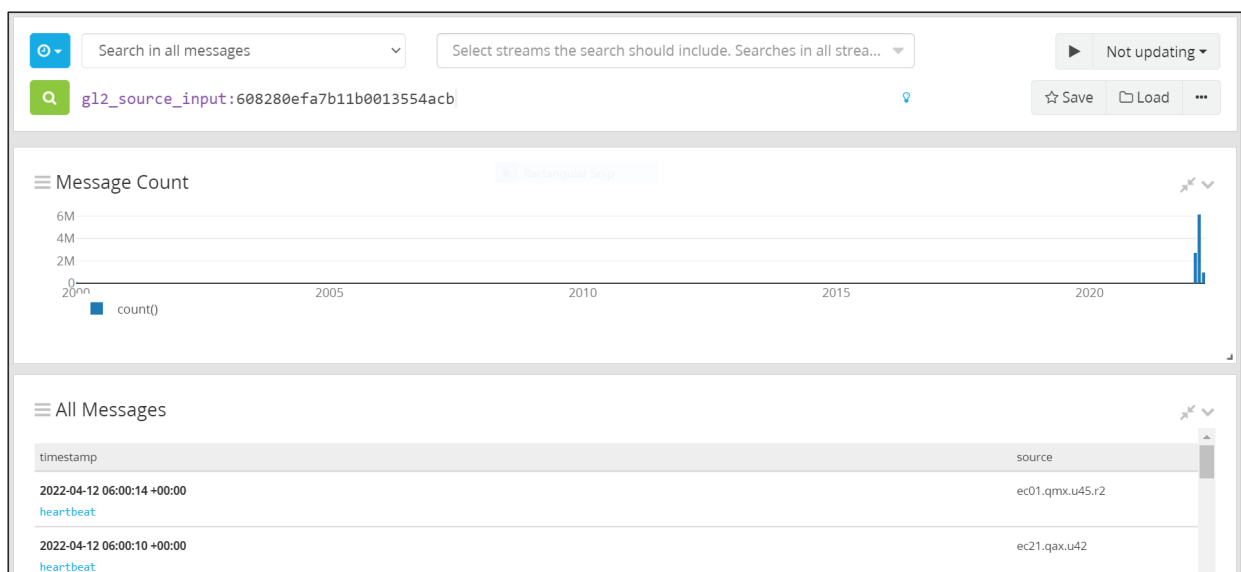 Search in all messages
Select streams the search should include. Searches in all strea...
Not updating
gl2_source_input:608280efa7b11b0013554acb
Save
Load
Message Count
Rectangular Snip
6M
4M
2M
0
2000
2005
2010
2015
2020
count()
All Messages
timestamp
source
2022-04-12 06:00:14 +00:00
ec01.qmx.u45.r2
heartbeat
2022-04-12 06:00:10 +00:00
ec21.qax.u42
heartbeat